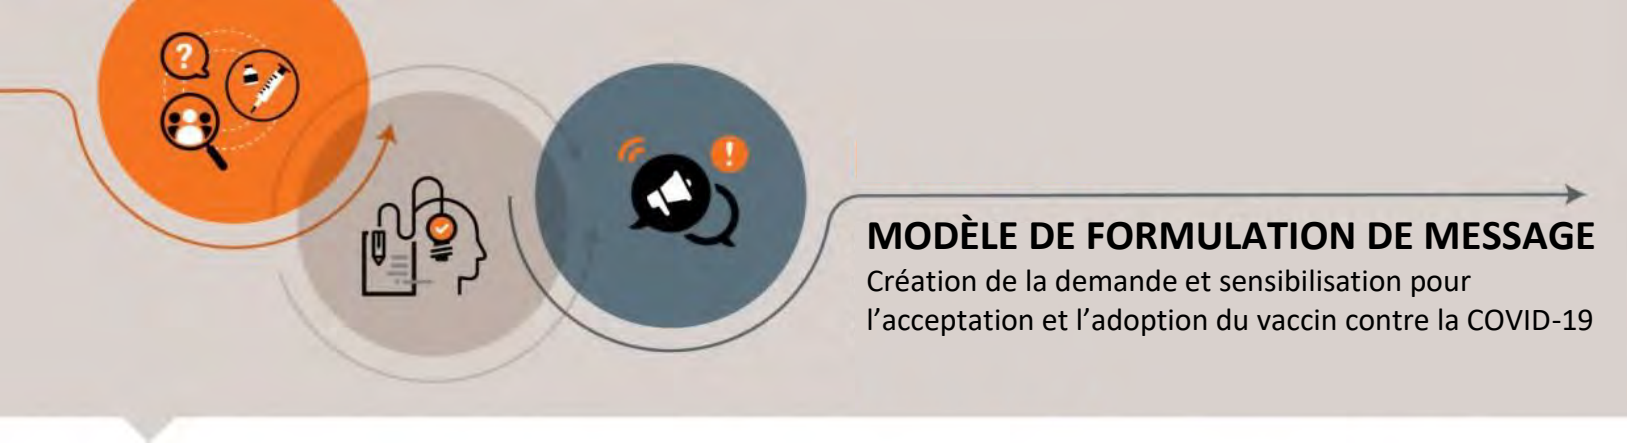 MODÈLE DE FORMULATION DE MESSAGE
Création de la demande et sensibilisation pour
l’acceptation et l’adoption du vaccin contre la COVID-19